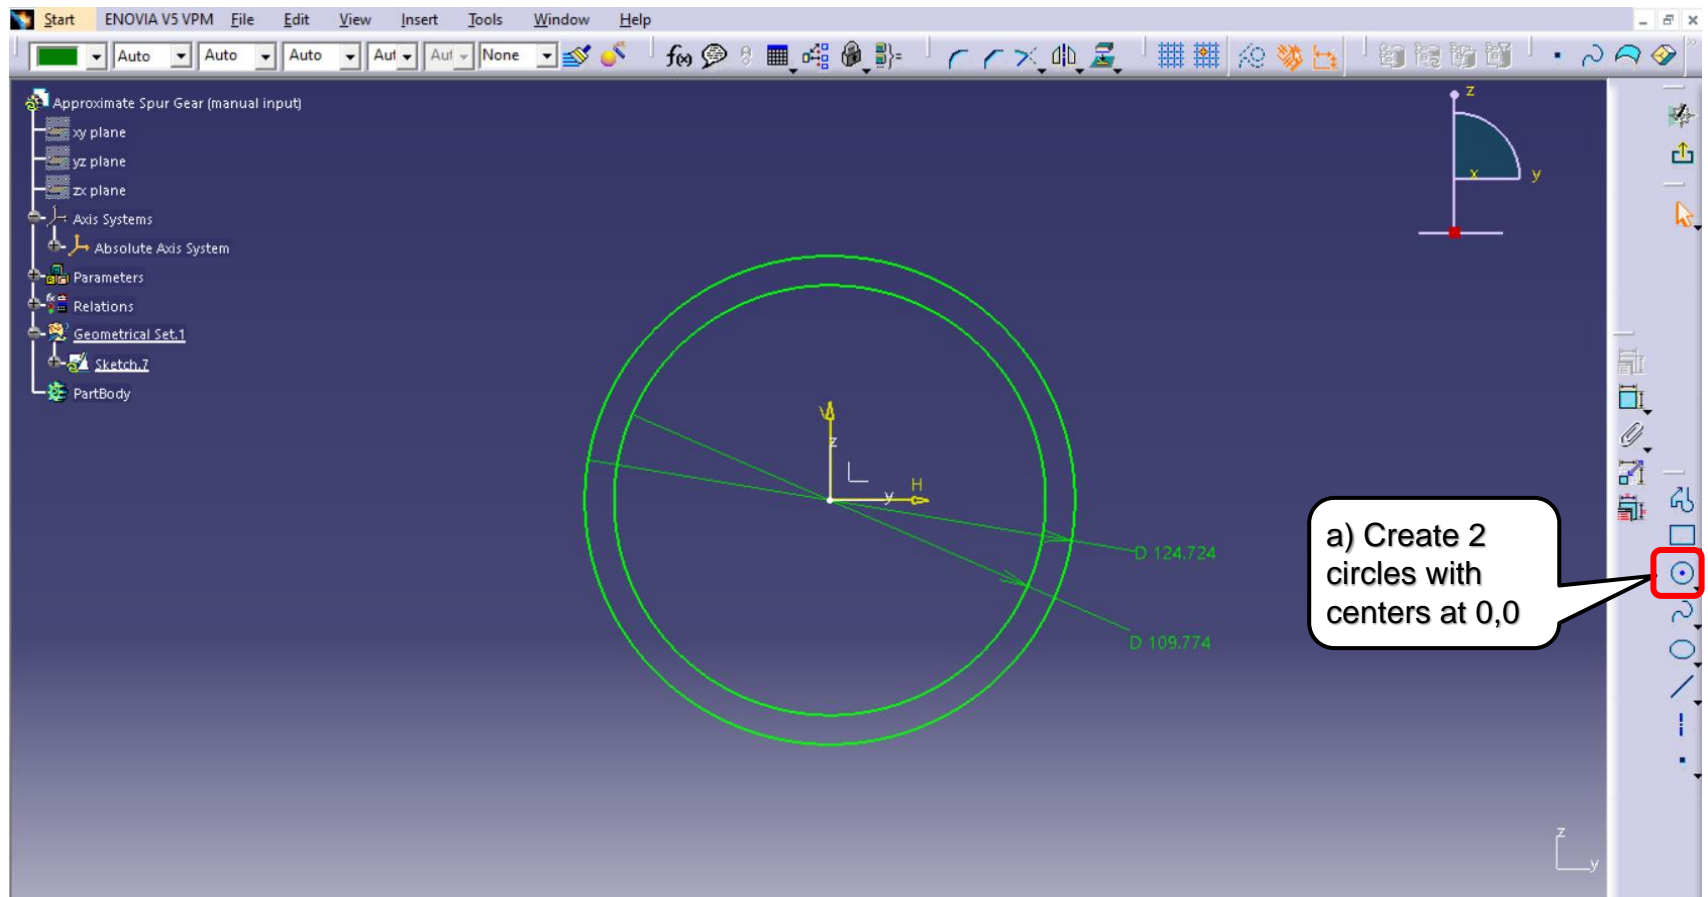 Start ENOVIA V5 VPM File Edit View Insert Tools Window Help
Auto Auto Auto Aut Aut None
f(x)
Approximate Spur Gear (manual input)
xy plane
yz plane
zx plane
Axis Systems
Absolute Axis System
Parameters
Relations
Geometrical Set.1
Sketch.7
PartBody
z
x y
V
z
H
y
D 124.724
D 109.774
a) Create 2
circles with
centers at 0,0
z
y